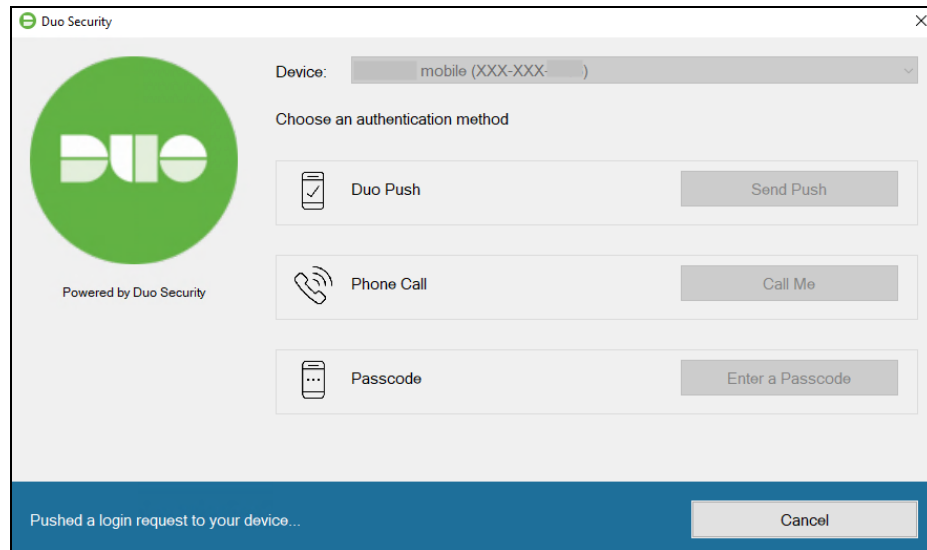 Duo Security
Device: mobile (XXX-XXX- )
Choose an authentication method
DUO
Duo Push Send Push
Powered by Duo Security
Phone Call Call Me
Passcode Enter a Passcode
Pushed a login request to your device... Cancel